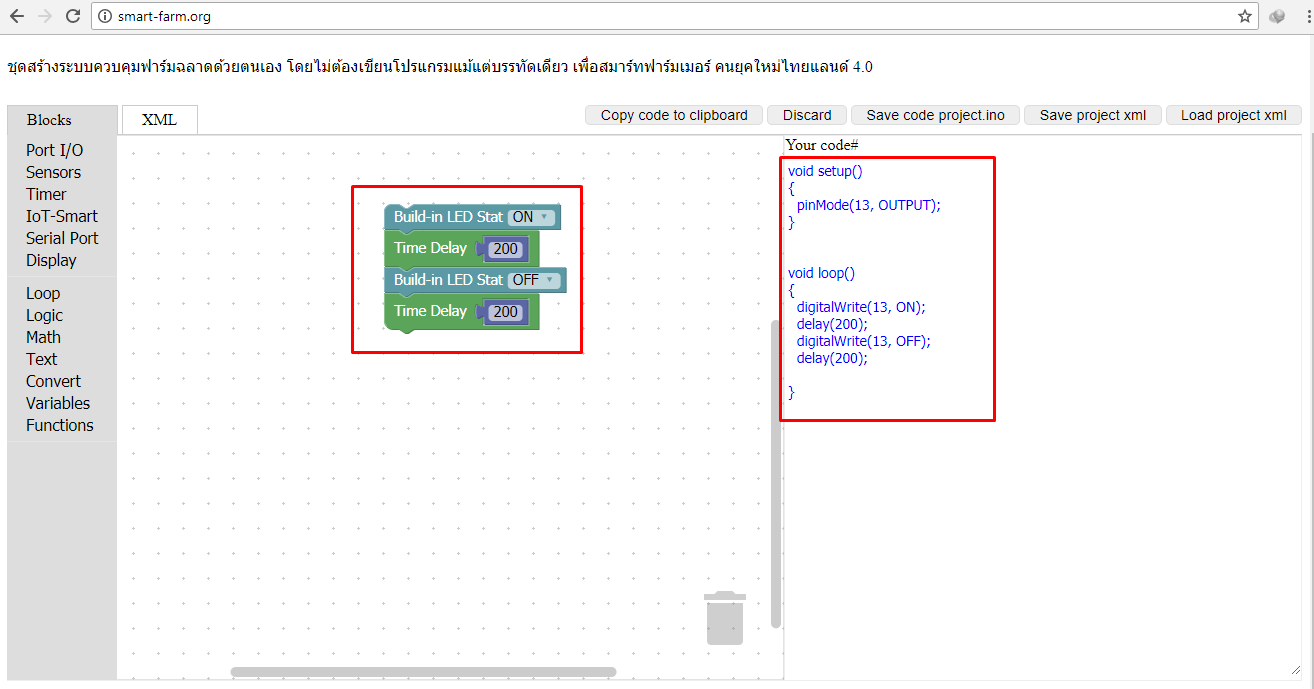 smart-farm.org
ชุดสร้างระบบควบคุมฟาร์มฉลาดด้วยตนเอง โดยไม่ต้องเขียนโปรแกรมแม้แต่บรรทัดเดียว เพื่อสมาร์ทฟาร์มเมอร์ คนยุคใหม่ไทยแลนด์ 4.0
Blocks
XML
Copy code to clipboard
Discard
Save code project.ino
Save project xml
Load project xml
Port I/O
Sensors
Timer
IoT-Smart
Serial Port
Display
Loop
Logic
Math
Text
Convert
Variables
Functions
Build-in LED Stat ON
Time Delay 200
Build-in LED Stat OFF
Time Delay 200
Your code#
void setup()
{
pinMode(13, OUTPUT);
}
void loop()
{
digitalWrite(13, ON);
delay(200);
digitalWrite(13, OFF);
delay(200);
}